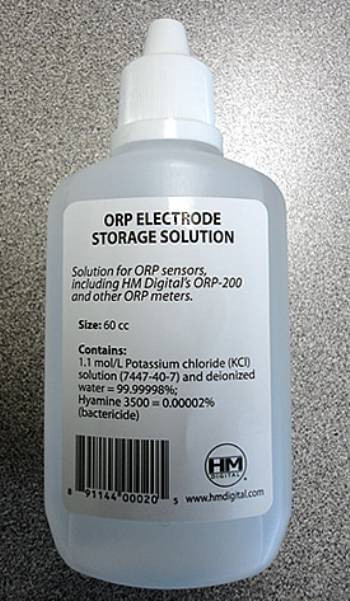 ORP ELECTRODE
STORAGE SOLUTION
Solution for ORP sensors,
including HM Digital's ORP-200
and other ORP meters.
Size: 60 cc
Contains:
1.1 mol/L Potassium chloride (KCl)
solution (7447-40-7) and deionized
water = 99.99998%;
Hyamine 3500 = 0.00002%
(bactericide)
HM
DIGITAL
8 91144 00020 5
www.hmdigital.com